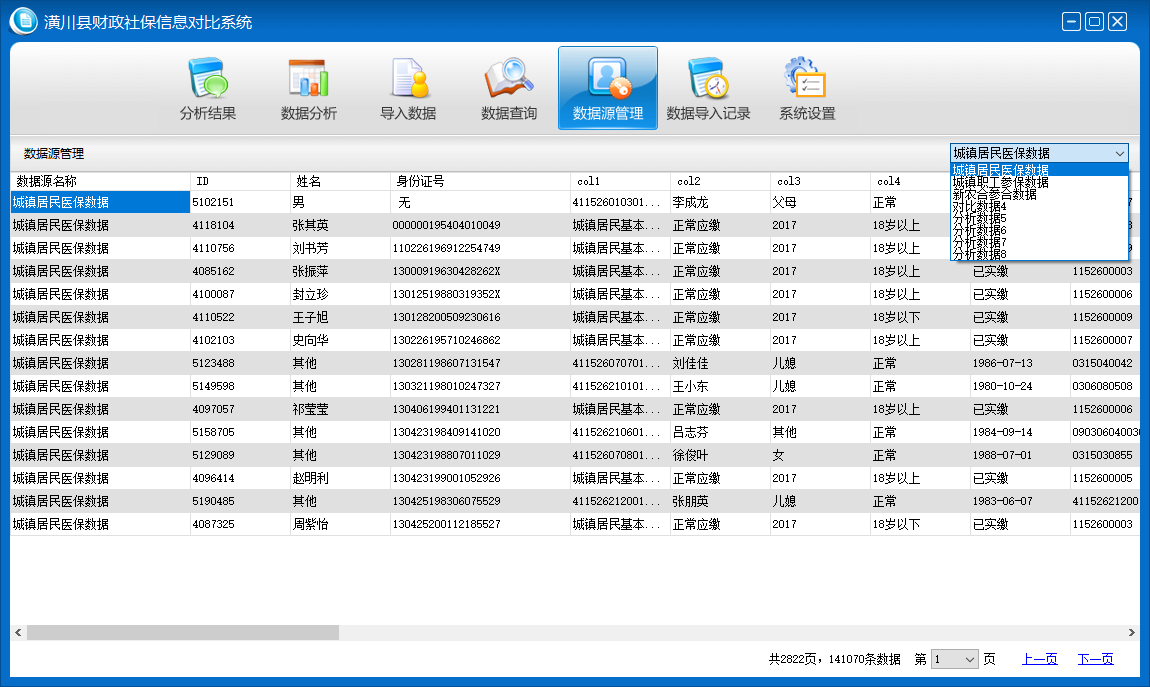 潢川县财政社保信息对比系统
分析结果 数据分析 导入数据 数据查询 数据源管理 数据导入记录 系统设置
数据源管理 城镇居民医保数据
城镇居民医保数据
城镇职工参保数据
新农合参合数据
对比数据4
分析数据5
分析数据6
分析数据7
分析数据8
数据源名称 ID 姓名 身份证号 col1 col2 col3 col4
城镇居民医保数据 5102151 男 无 411526010301... 李成龙 父母 正常 7
城镇居民医保数据 4118104 张其英 000000195404010049 城镇居民基本... 正常应缴 2017 18岁以上
城镇居民医保数据 4110756 刘书芳 110226196912254749 城镇居民基本... 正常应缴 2017 18岁以上
城镇居民医保数据 4085162 张振萍 13000919630428262X 城镇居民基本... 正常应缴 2017 18岁以上 已实缴 1152600003
城镇居民医保数据 4100087 封立珍 13012519880319352X 城镇居民基本... 正常应缴 2017 18岁以上 已实缴 1152600006
城镇居民医保数据 4110522 王子旭 130128200509230616 城镇居民基本... 正常应缴 2017 18岁以下 已实缴 1152600009
城镇居民医保数据 4102103 史向华 130226195710246862 城镇居民基本... 正常应缴 2017 18岁以上 已实缴 1152600007
城镇居民医保数据 5123488 其他 130281198607131547 411526070701... 刘佳佳 儿媳 正常 1986-07-13 0315040042
城镇居民医保数据 5149598 其他 130321198010247327 411526210101... 王小东 儿媳 正常 1980-10-24 0306080508
城镇居民医保数据 4097057 祁莹莹 130406199401131221 城镇居民基本... 正常应缴 2017 18岁以上 已实缴 1152600006
城镇居民医保数据 5158705 其他 130423198409141020 411526210601... 吕志芬 其他 正常 1984-09-14 090306040030
城镇居民医保数据 5129089 其他 130423198807011029 411526070801... 徐俊叶 女 正常 1988-07-01 0315030855
城镇居民医保数据 4096414 赵明利 130423199001052926 城镇居民基本... 正常应缴 2017 18岁以上 已实缴 1152600005
城镇居民医保数据 5190485 其他 130425198306075529 411526212001... 张朋英 儿媳 正常 1983-06-07 41152621200
城镇居民医保数据 4087325 周紫怡 130425200112185527 城镇居民基本... 正常应缴 2017 18岁以下 已实缴 1152600003
共2822页，141070条数据 第 1 页 上一页 下一页